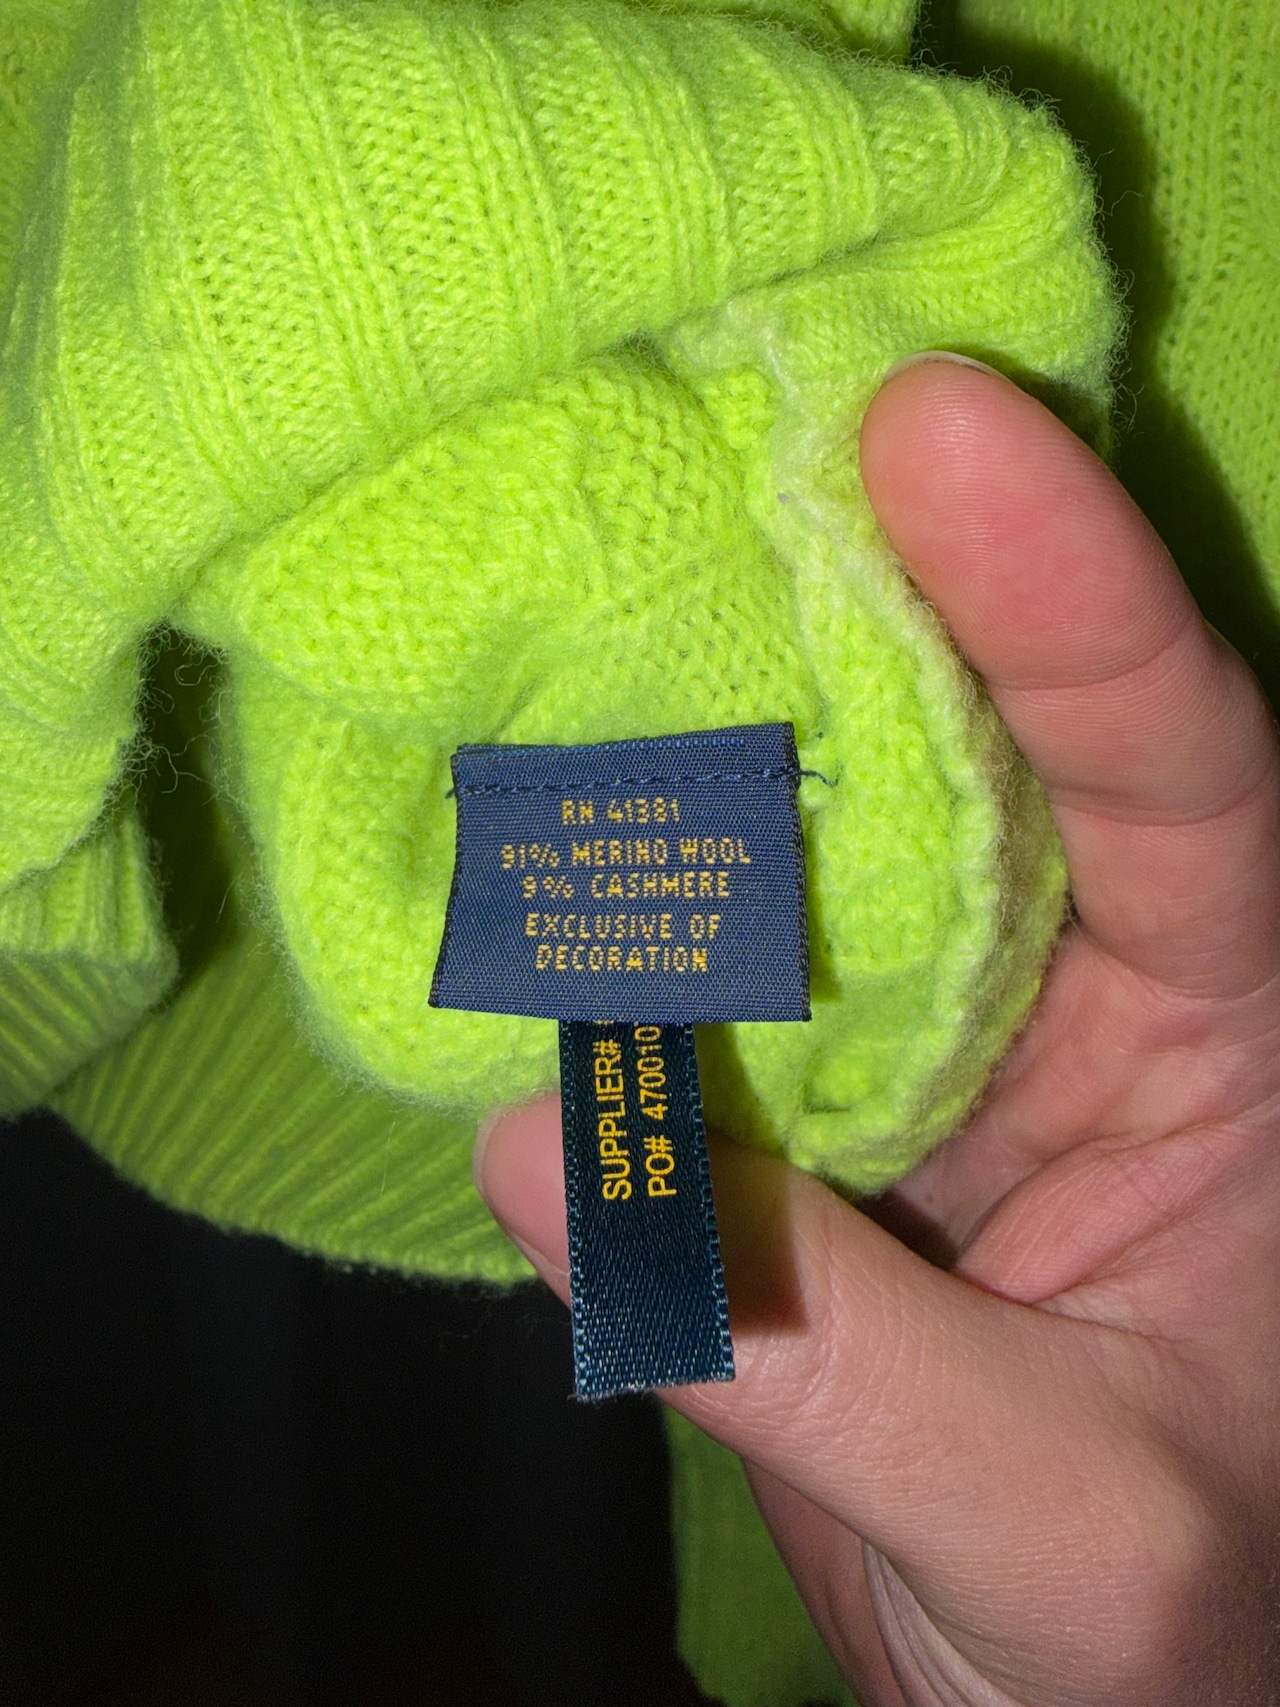 RN 41381
91% MERINO WOOL
9% CASHMERE
EXCLUSIVE OF
DECORATION
SUPPLIER#
PO# 470010